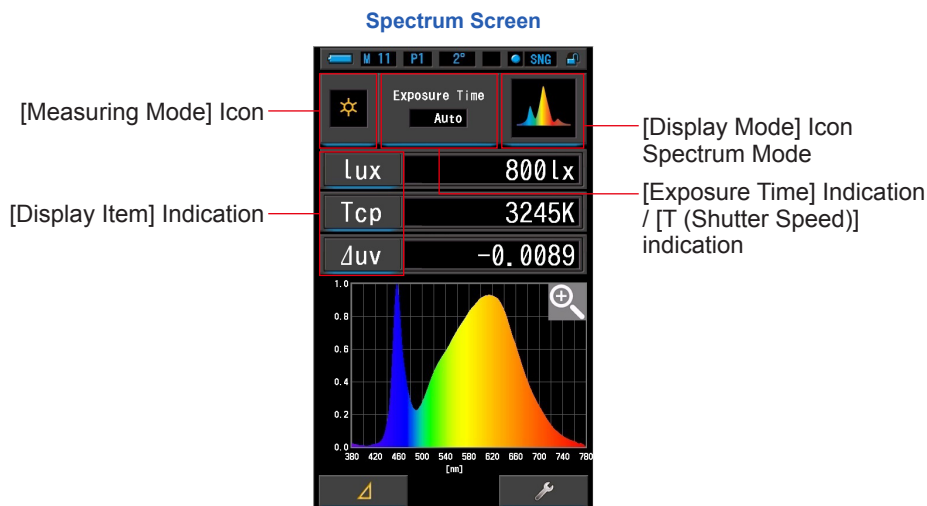 Spectrum Screen
M 11 P1 2° SNG
[Measuring Mode] Icon
Exposure Time
Auto
[Display Mode] Icon
Spectrum Mode
lux 800lx
[Exposure Time] Indication
/ [T (Shutter Speed)]
indication
[Display Item] Indication
Tcp 3245K
⊿uv -0.0089
1.0
0.8
0.6
0.4
0.2
0.0
380 420 460 500 540 580 620 660 700 740 780
[nm]
⊿